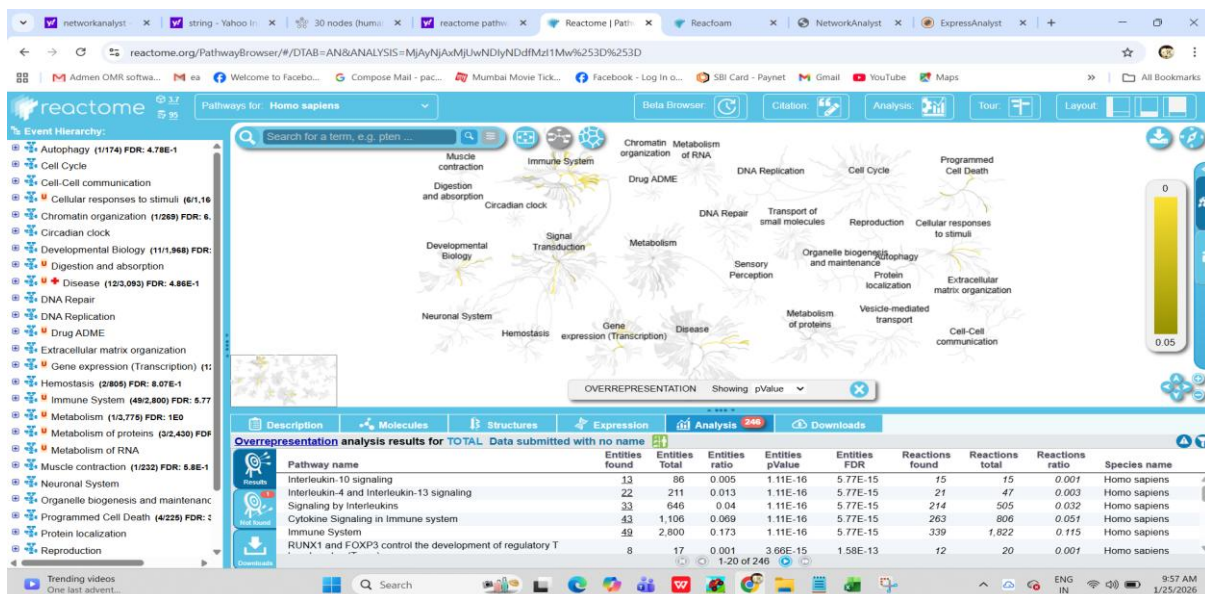 networkanalyst -
string - Yahoo In
30 nodes (huma
reactome pathw
Reactome | Path
Reacfoam
NetworkAnalyst
ExpressAnalyst
reactome.org/PathwayBrowser/#/DTAB=AN&ANALYSIS=MjAyNjAxMjUwNDIyNDdfMzI1Mw%253D%253D
Admen OMR softwa...
ea
Welcome to Facebo...
Compose Mail - pac...
Mumbai Movie Tick...
Facebook - Log In o...
SBI Card - Paynet
Gmail
YouTube
Maps
All Bookmarks
reactome 3.7 95
Pathways for: Homo sapiens
Beta Browser:
Citation:
Analysis:
Tour:
Layout:
Event Hierarchy:
Autophagy (1/174) FDR: 4.78E-1
Cell Cycle
Cell-Cell communication
Cellular responses to stimuli (6/1,16
Chromatin organization (1/269) FDR: 6.
Circadian clock
Developmental Biology (11/1,968) FDR:
Digestion and absorption
Disease (12/3,093) FDR: 4.86E-1
DNA Repair
DNA Replication
Drug ADME
Extracellular matrix organization
Gene expression (Transcription) (1
Hemostasis (2/805) FDR: 8.07E-1
Immune System (49/2,800) FDR: 5.77
Metabolism (1/3,775) FDR: 1E0
Metabolism of proteins (3/2,430) FDR
Metabolism of RNA
Muscle contraction (1/232) FDR: 5.8E-1
Neuronal System
Organelle biogenesis and maintenanc
Programmed Cell Death (4/225) FDR:
Protein localization
Reproduction
Search for a term, e.g. pten ...
Muscle
contraction
Immune System
Chromatin
organization
Metabolism
of RNA
Digestion
and absorption
Drug ADME
DNA Replication
Cell Cycle
Programmed
Cell Death
Circadian clock
DNA Repair
Transport of
small molecules
Reproduction
Cellular responses
to stimuli
Developmental
Biology
Signal
Transduction
Metabolism
Sensory
Perception
Organelle biogenesis
and maintenance
Autophagy
Protein
localization
Extracellular
matrix organization
Neuronal System
Hemostasis
Gene
expression (Transcription)
Disease
Metabolism
of proteins
Vesicle-mediated
transport
Cell-Cell
communication
0
0.05
OVERREPRESENTATION Showing pValue
Description
Molecules
Structures
Expression
Analysis 246
Downloads
Overrepresentation analysis results for TOTAL Data submitted with no name
Results
Not found
Downloads
Pathway name Entities found Entities Total Entities ratio Entities pValue Entities FDR Reactions found Reactions total Reactions ratio Species name
Interleukin-10 signaling 13 86 0.005 1.11E-16 5.77E-15 15 15 0.001 Homo sapiens
Interleukin-4 and Interleukin-13 signaling 22 211 0.013 1.11E-16 5.77E-15 21 47 0.003 Homo sapiens
Signaling by Interleukins 33 646 0.04 1.11E-16 5.77E-15 214 505 0.032 Homo sapiens
Cytokine Signaling in Immune system 43 1,106 0.069 1.11E-16 5.77E-15 263 806 0.051 Homo sapiens
Immune System 49 2,800 0.173 1.11E-16 5.77E-15 339 1,822 0.115 Homo sapiens
RUNX1 and FOXP3 control the development of regulatory T 8 17 0.001 3.66E-15 1.58E-13 12 20 0.001 Homo sapiens
1-20 of 246
Trending videos
One last advent...
Search
ENG
IN
9:57 AM
1/25/2026